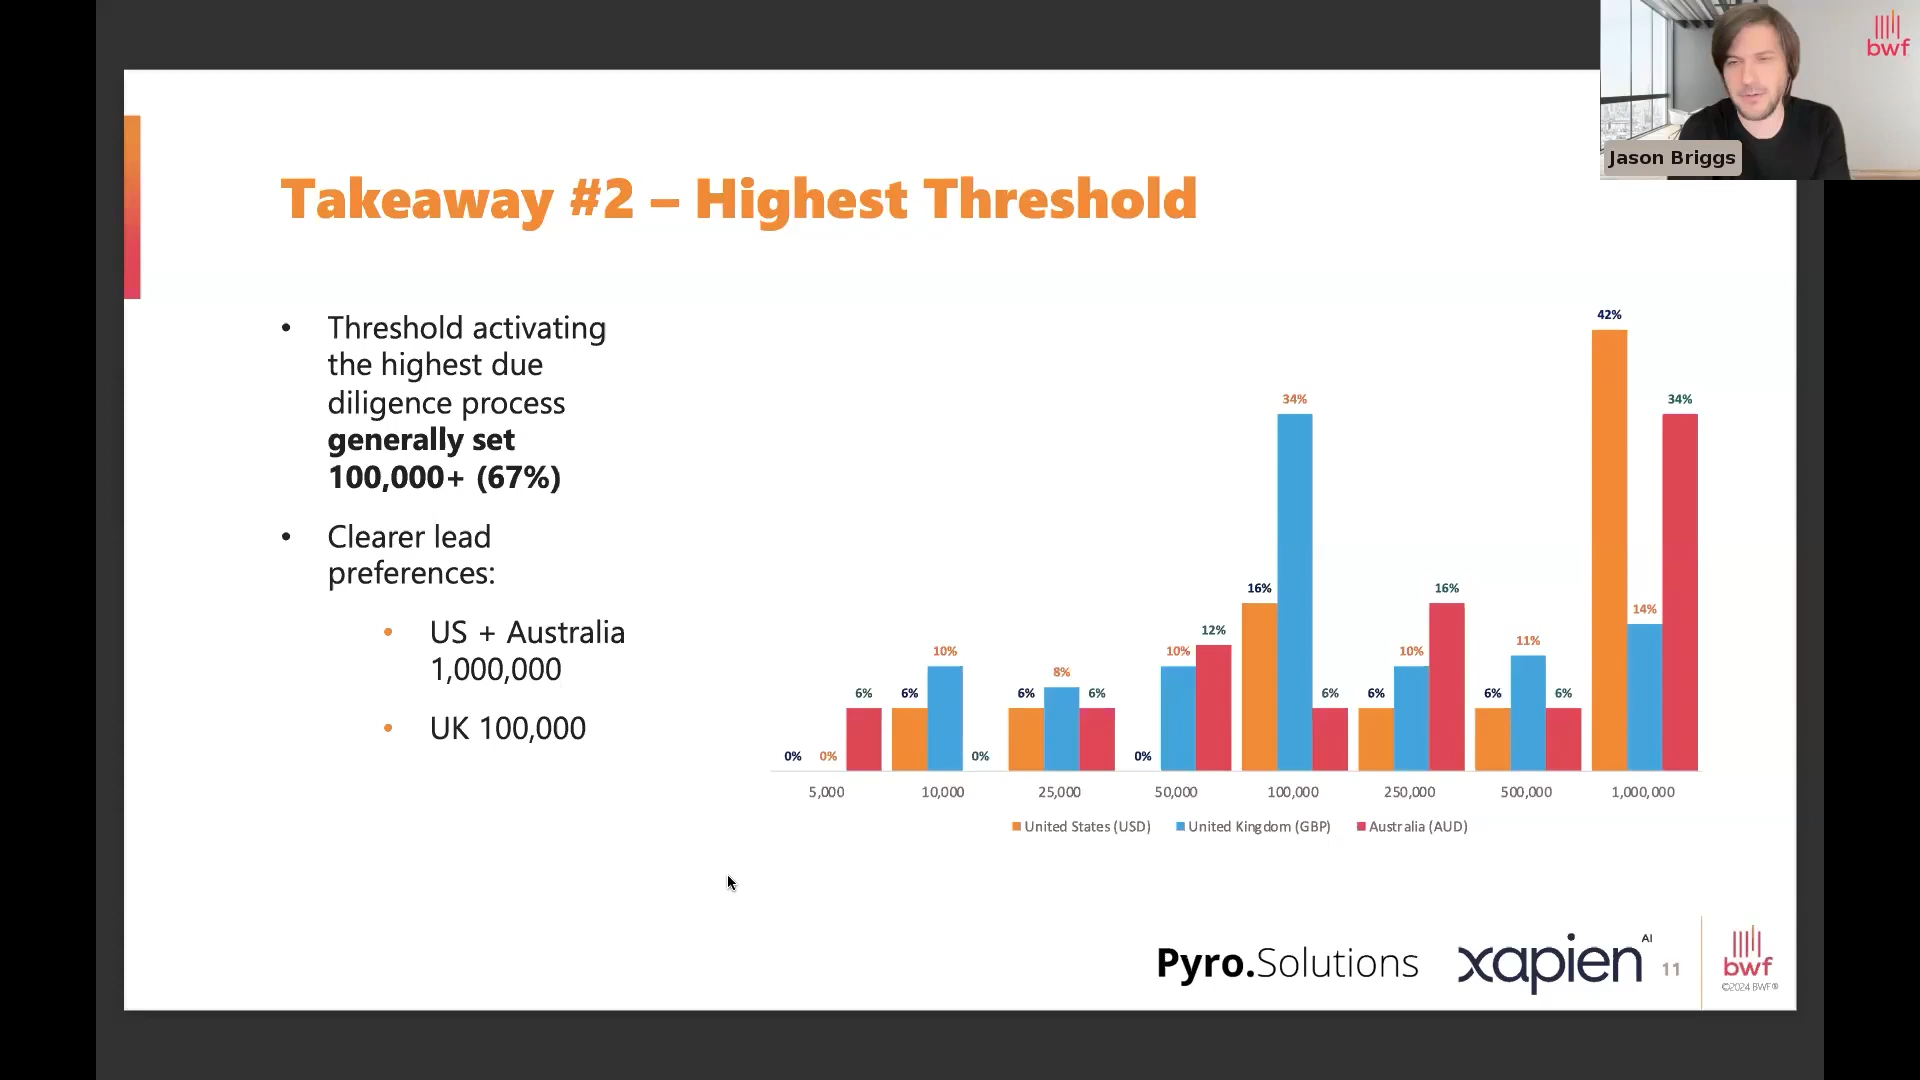 bwf
Jason Briggs
Takeaway #2 – Highest Threshold
• Threshold activating
the highest due
diligence process
generally set
100,000+ (67%)
• Clearer lead
preferences:
• US + Australia
1,000,000
• UK 100,000
42%
34% 34%
16% 16%
14%
12%
11%
10% 10% 10%
8%
6% 6% 6% 6% 6% 6% 6% 6%
0% 0% 0% 0%
5,000 10,000 25,000 50,000 100,000 250,000 500,000 1,000,000
United States (USD) United Kingdom (GBP) Australia (AUD)
Pyro.Solutions xapien AI 11 bwf
©2024 BWF®